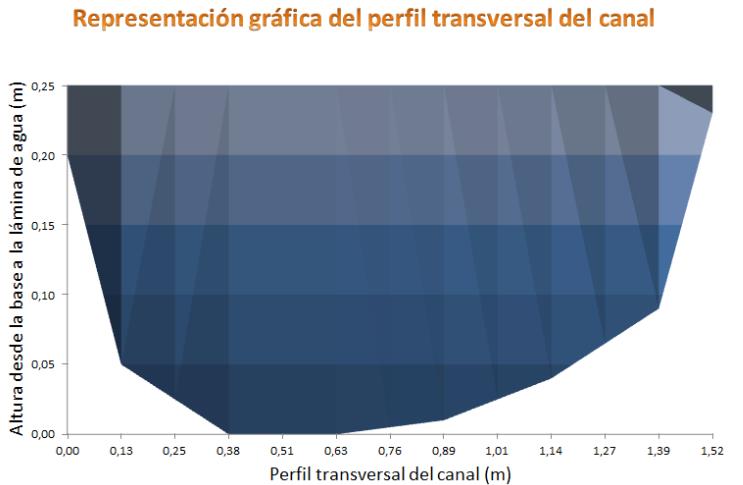 Representación gráfica del perfil transversal del canal
Altura desde la base a la lámina de agua (m)
0,25
0,20
0,15
0,10
0,05
0,00
0,00 0,13 0,25 0,38 0,51 0,63 0,76 0,89 1,01 1,14 1,27 1,39 1,52
Perfil transversal del canal (m)